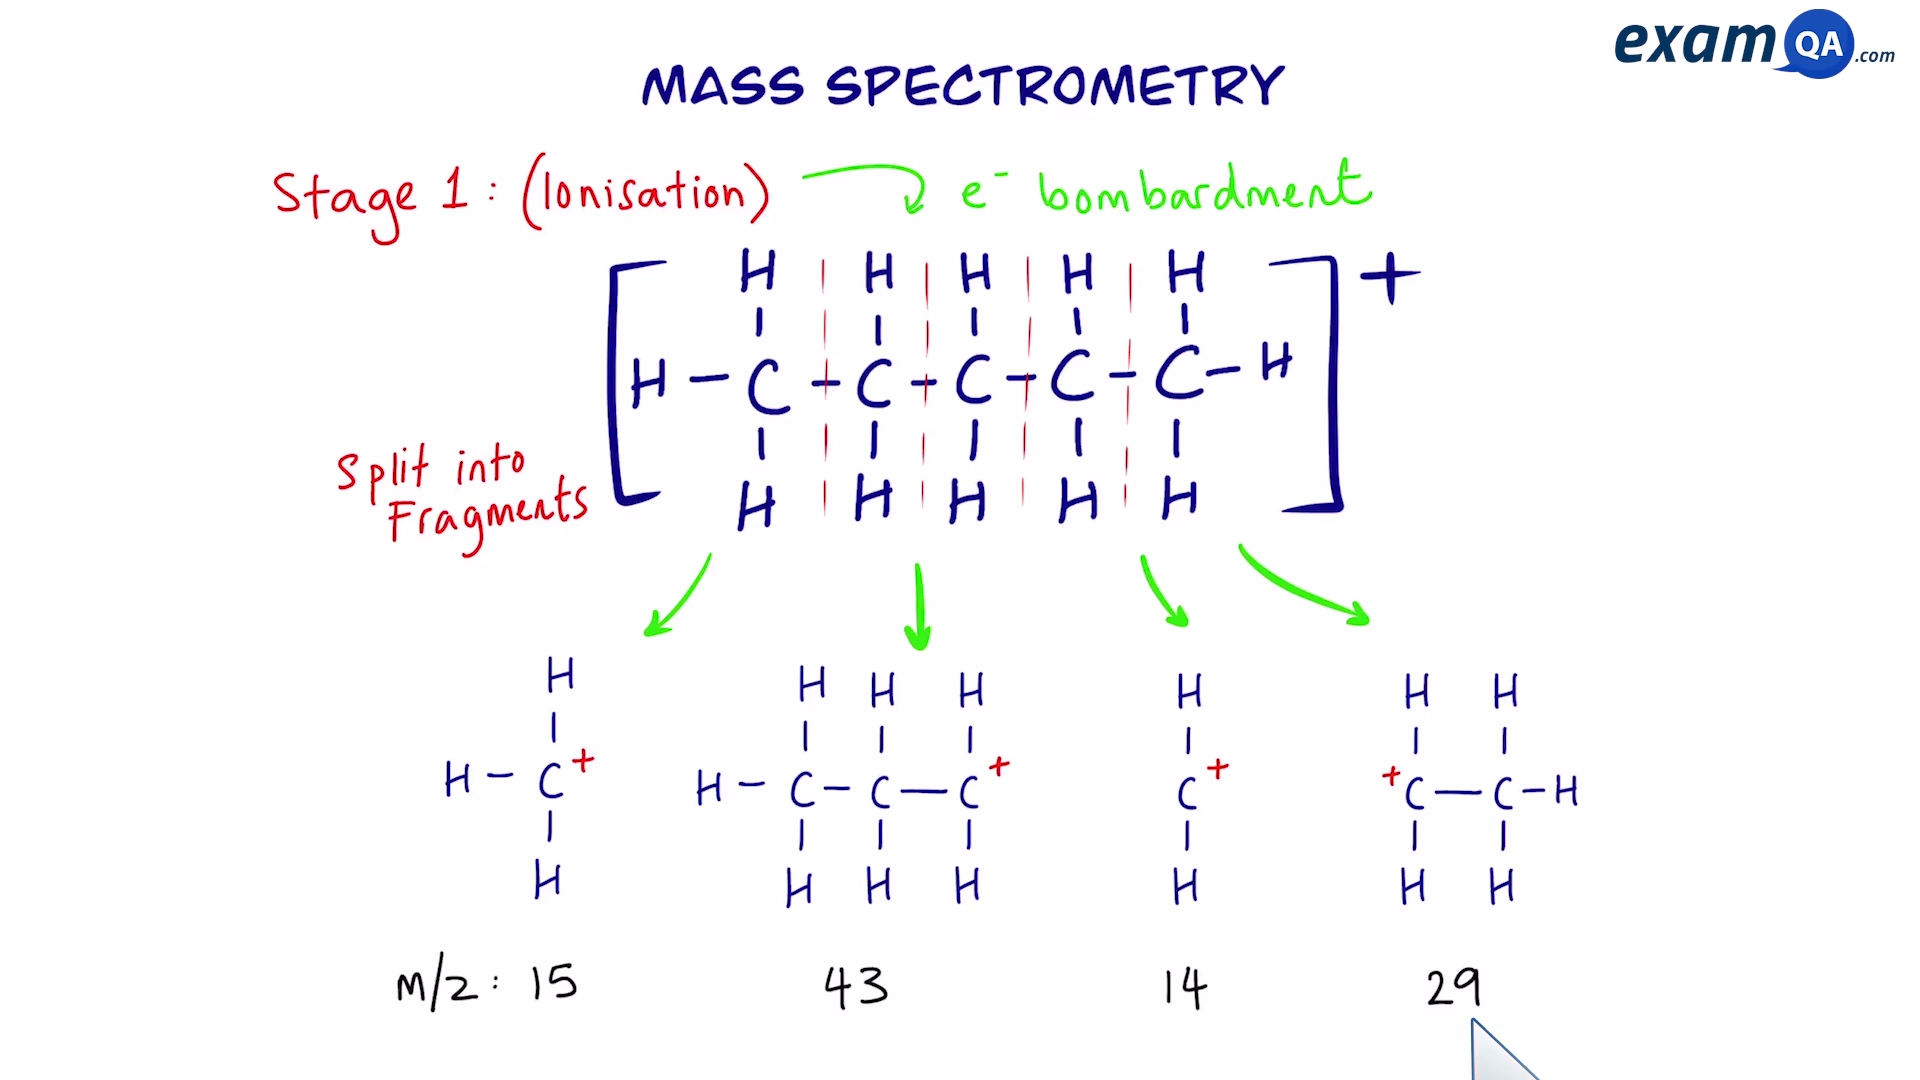 examQA.com
MASS SPECTROMETRY
Stage 1: (Ionisation) e⁻ bombardment
H H H H H
H – C – C – C – C – C – H
H H H H H
+
Split into
Fragments
H H H H H H H
H – C+ H – C – C – C+ C+ +C – C – H
H H H H H H H
m/z: 15 43 14 29